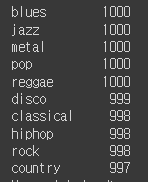 blues 1000
jazz 1000
metal 1000
pop 1000
reggae 1000
disco 999
classical 998
hiphop 998
rock 998
country 997